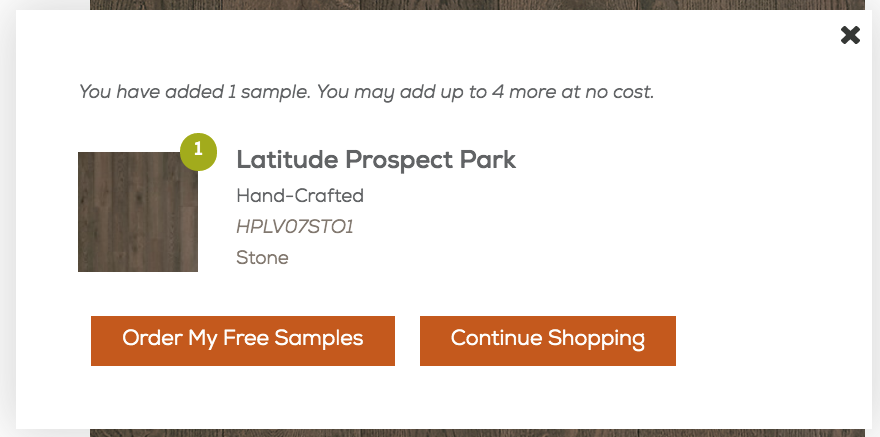 You have added 1 sample. You may add up to 4 more at no cost.
1
Latitude Prospect Park
Hand-Crafted
HPLV07STO1
Stone
Order My Free Samples
Continue Shopping